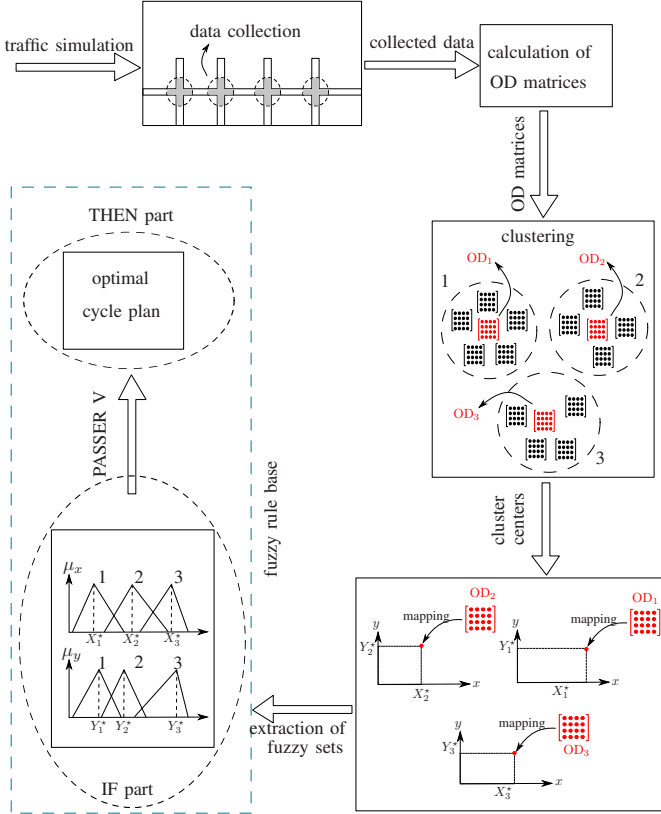 traffic simulation
data collection
collected data
calculation of
OD matrices
OD matrices
clustering
OD₁
OD₂
1
2
OD₃
3
cluster
centers
OD₂
mapping
y
Y₂*
X₂*
x
OD₁
mapping
y
Y₁*
X₁*
x
mapping
OD₃
y
Y₃*
X₃*
x
extraction of
fuzzy sets
fuzzy rule base
THEN part
optimal
cycle plan
PASSER V
μₓ
1
2
3
X₁*
X₂*
X₃*
μ_y
1
2
3
Y₁*
Y₂*
Y₃*
IF part